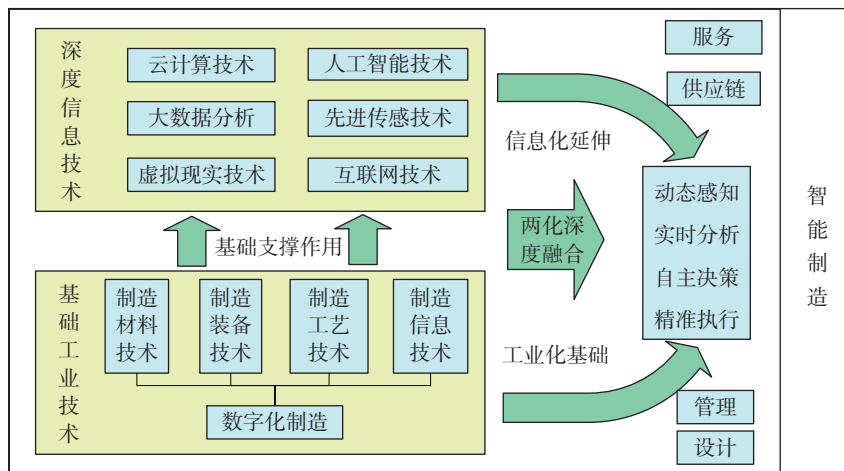 深度信息技术
云计算技术
人工智能技术
大数据分析
先进传感技术
虚拟现实技术
互联网技术
基础支撑作用
基础工业技术
制造
材料
技术
制造
装备
技术
制造
工艺
技术
制造
信息
技术
数字化制造
信息化延伸
两化深
度融合
工业化基础
服务
供应链
动态感知
实时分析
自主决策
精准执行
管理
设计
智能制造